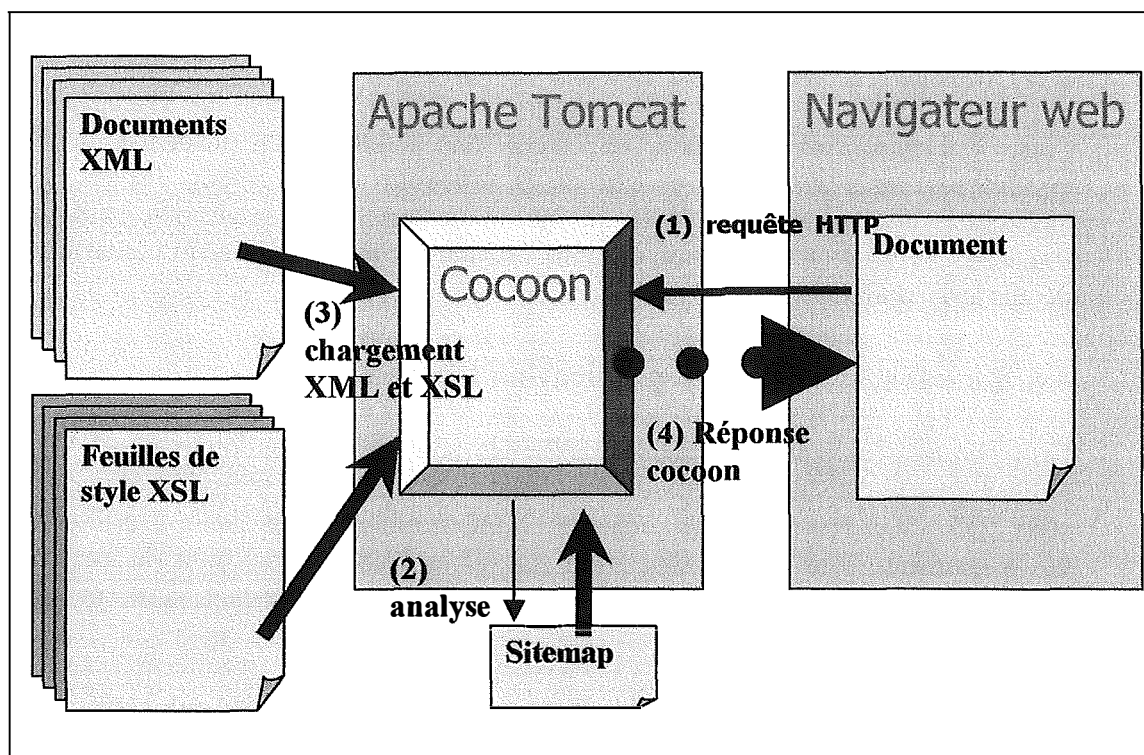 Documents
XML
Apache Tomcat
Navigateur web
(1) requête HTTP
Document
Cocoon
(3)
chargement
XML et XSL
(4) Réponse
cocoon
Feuilles de
style XSL
(2)
analyse
Sitemap